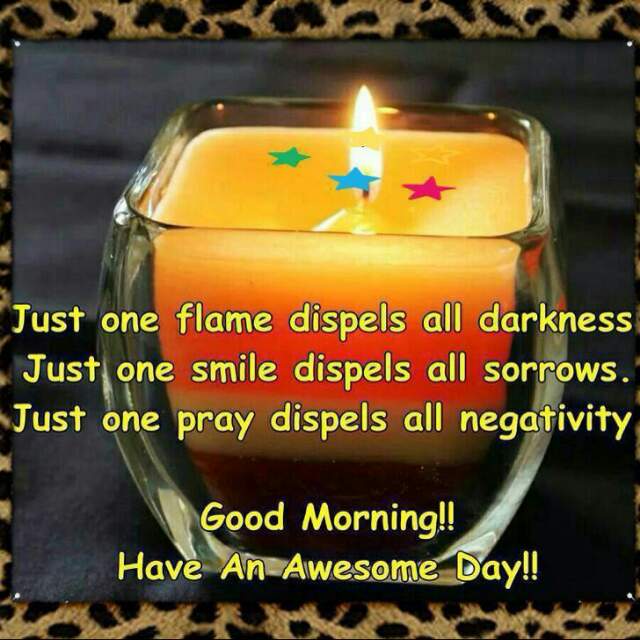 Just one flame dispels all darkness
Just one smile dispels all sorrows.
Just one pray dispels all negativity
Good Morning!!
Have An Awesome Day!!